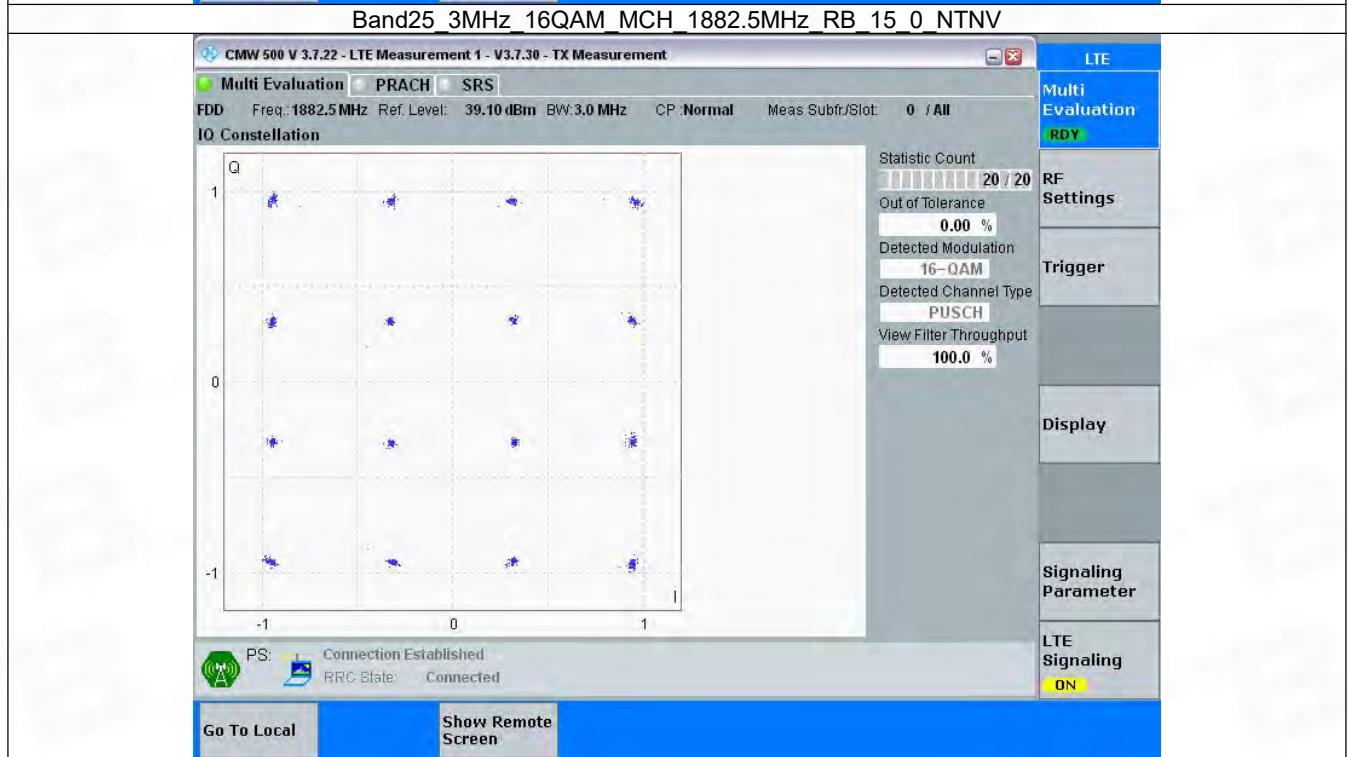 Band25_3MHz_16QAM_MCH_1882.5MHz_RB_15_0_NTNV
CMW 500 V 3.7.22 - LTE Measurement 1 - V3.7.30 - TX Measurement
LTE
Multi Evaluation PRACH SRS
FDD Freq.: 1882.5 MHz Ref. Level: 39.10 dBm BW: 3.0 MHz CP : Normal Meas Subfr./Slot: 0 / All
IQ Constellation
Multi
Evaluation
RDY
Q
1
0
-1
I
-1 0 1
Statistic Count
20 / 20
Out of Tolerance
0.00 %
Detected Modulation
16-QAM
Detected Channel Type
PUSCH
View Filter Throughput
100.0 %
RF
Settings
Trigger
Display
Signaling
Parameter
LTE
Signaling
ON
PS: Connection Established
RRC State: Connected
Go To Local
Show Remote
Screen